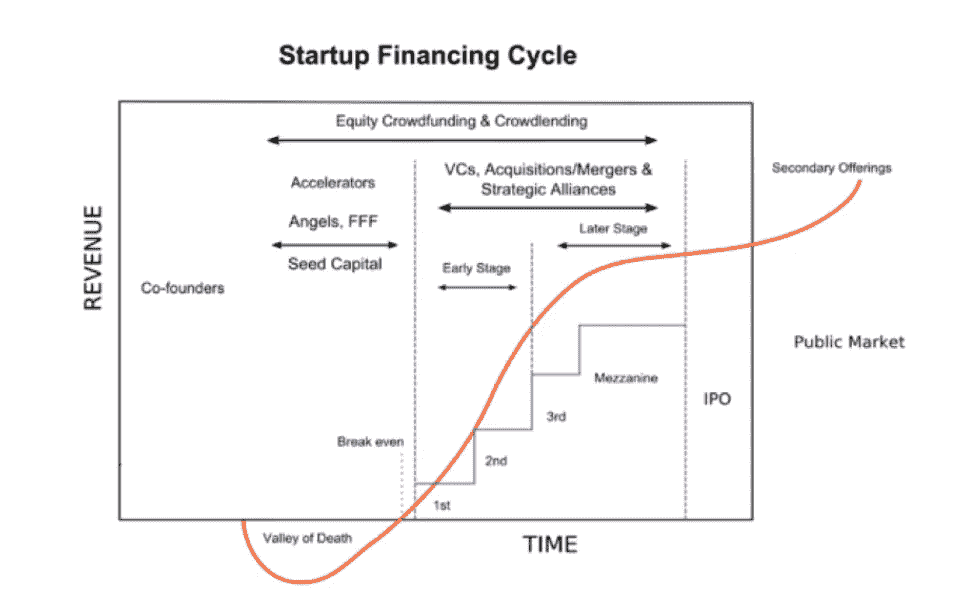 Startup Financing Cycle
Equity Crowdfunding & Crowdlending
VCs, Acquisitions/Mergers &
Strategic Alliances
Accelerators
Angels, FFF
Seed Capital
Co-founders
Early Stage
Later Stage
Secondary Offerings
REVENUE
Public Market
Mezzanine
IPO
3rd
Break even
2nd
1st
Valley of Death
TIME